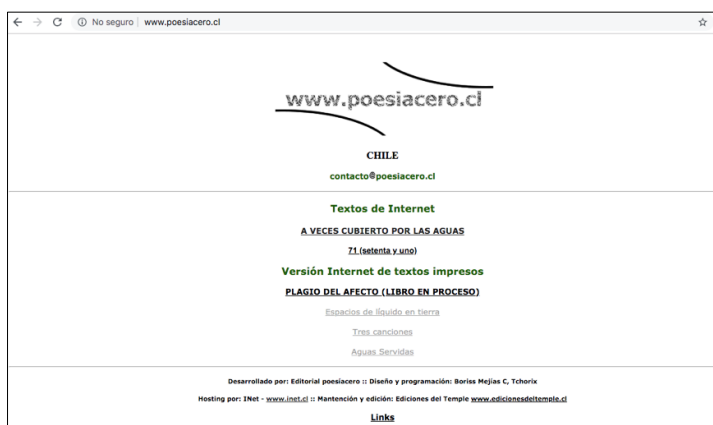 No seguro www.poesiacero.cl
www.poesiacero.cl
CHILE
contacto@poesiacero.cl
Textos de Internet
A VECES CUBIERTO POR LAS AGUAS
71 (setenta y uno)
Versión Internet de textos impresos
PLAGIO DEL AFECTO (LIBRO EN PROCESO)
Espacios de líquido en tierra
Tres canciones
Aguas Servidas
Desarrollado por: Editorial poesiacero :: Diseño y programación: Boriss Mejías C, Tchorix
Hosting por: INet - www.inet.cl :: Mantención y edición: Ediciones del Temple www.edicionesdeltemple.cl
Links